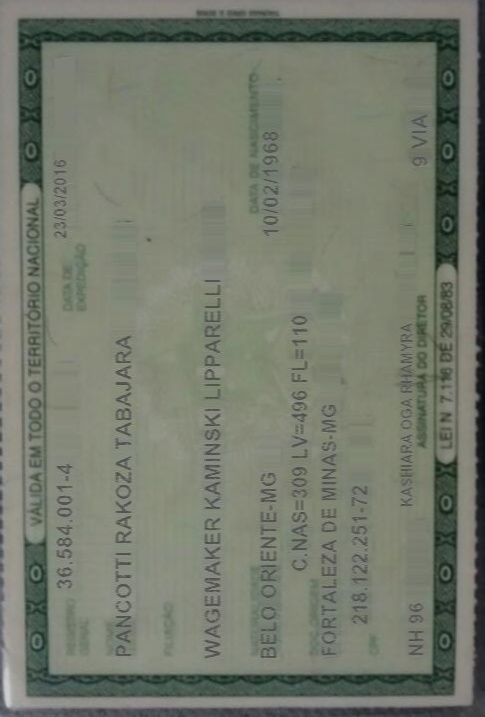 VÁLIDA EM TODO O TERRITÓRIO NACIONAL
REGISTRO GERAL 36.584.001-4 DATA DE EXPEDIÇÃO 23/03/2016
NOME
PANCOTTI RAKOZA TABAJARA
FILIAÇÃO
WAGEMAKER KAMINSKI LIPPARELLI
NATURALIDADE DATA DE NASCIMENTO
BELO ORIENTE-MG 10/02/1968
DOC. ORIGEM C.NAS=309 LV=496 FL=110
FORTALEZA DE MINAS-MG
CPF 218.122.251-72
NH 96 KASHIARA OGA RHAMYRA 9 VIA
ASSINATURA DO DIRETOR
LEI N 7.116 DE 29/08/83